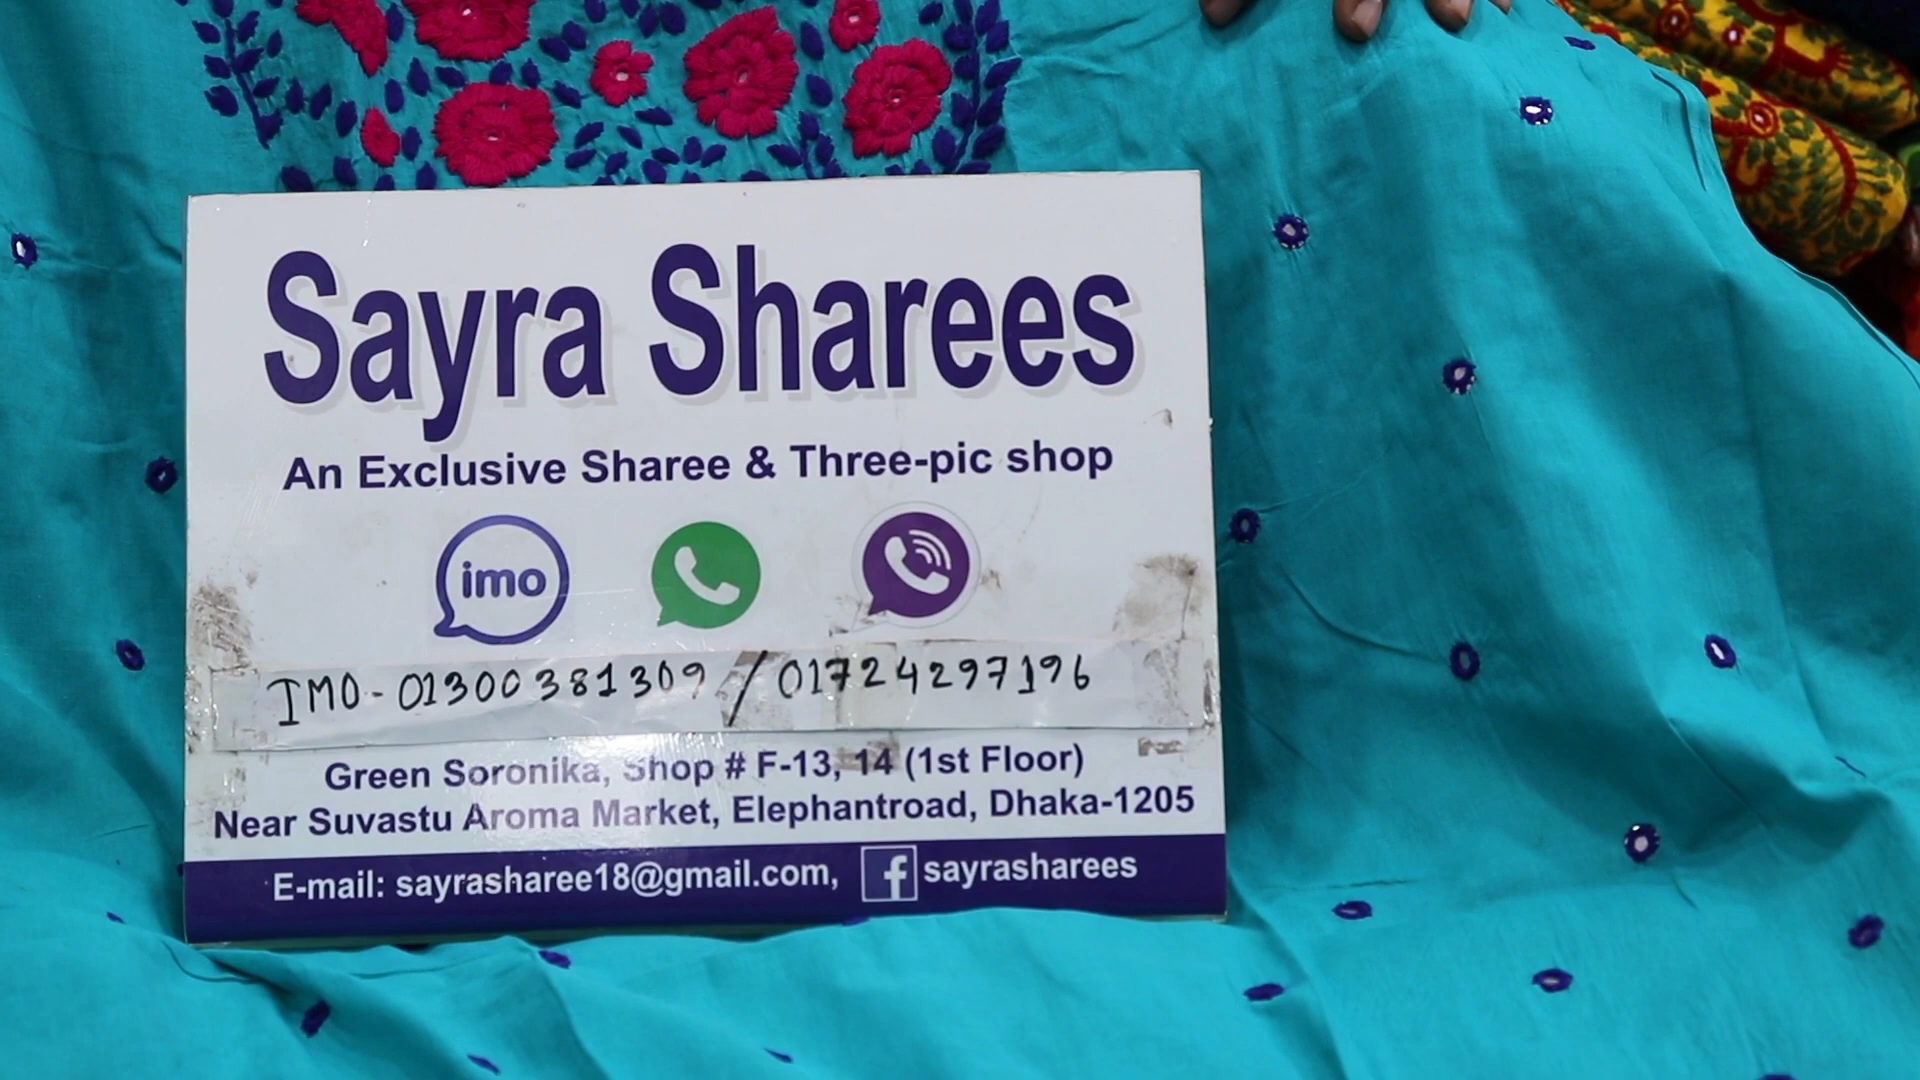 Sayra Sharees
An Exclusive Sharee & Three-pic shop
imo
IMO-01300381309 / 01724297196
Green Soronika, Shop # F-13, 14 (1st Floor)
Near Suvastu Aroma Market, Elephantroad, Dhaka-1205
E-mail: sayrasharee18@gmail.com, f sayrasharees